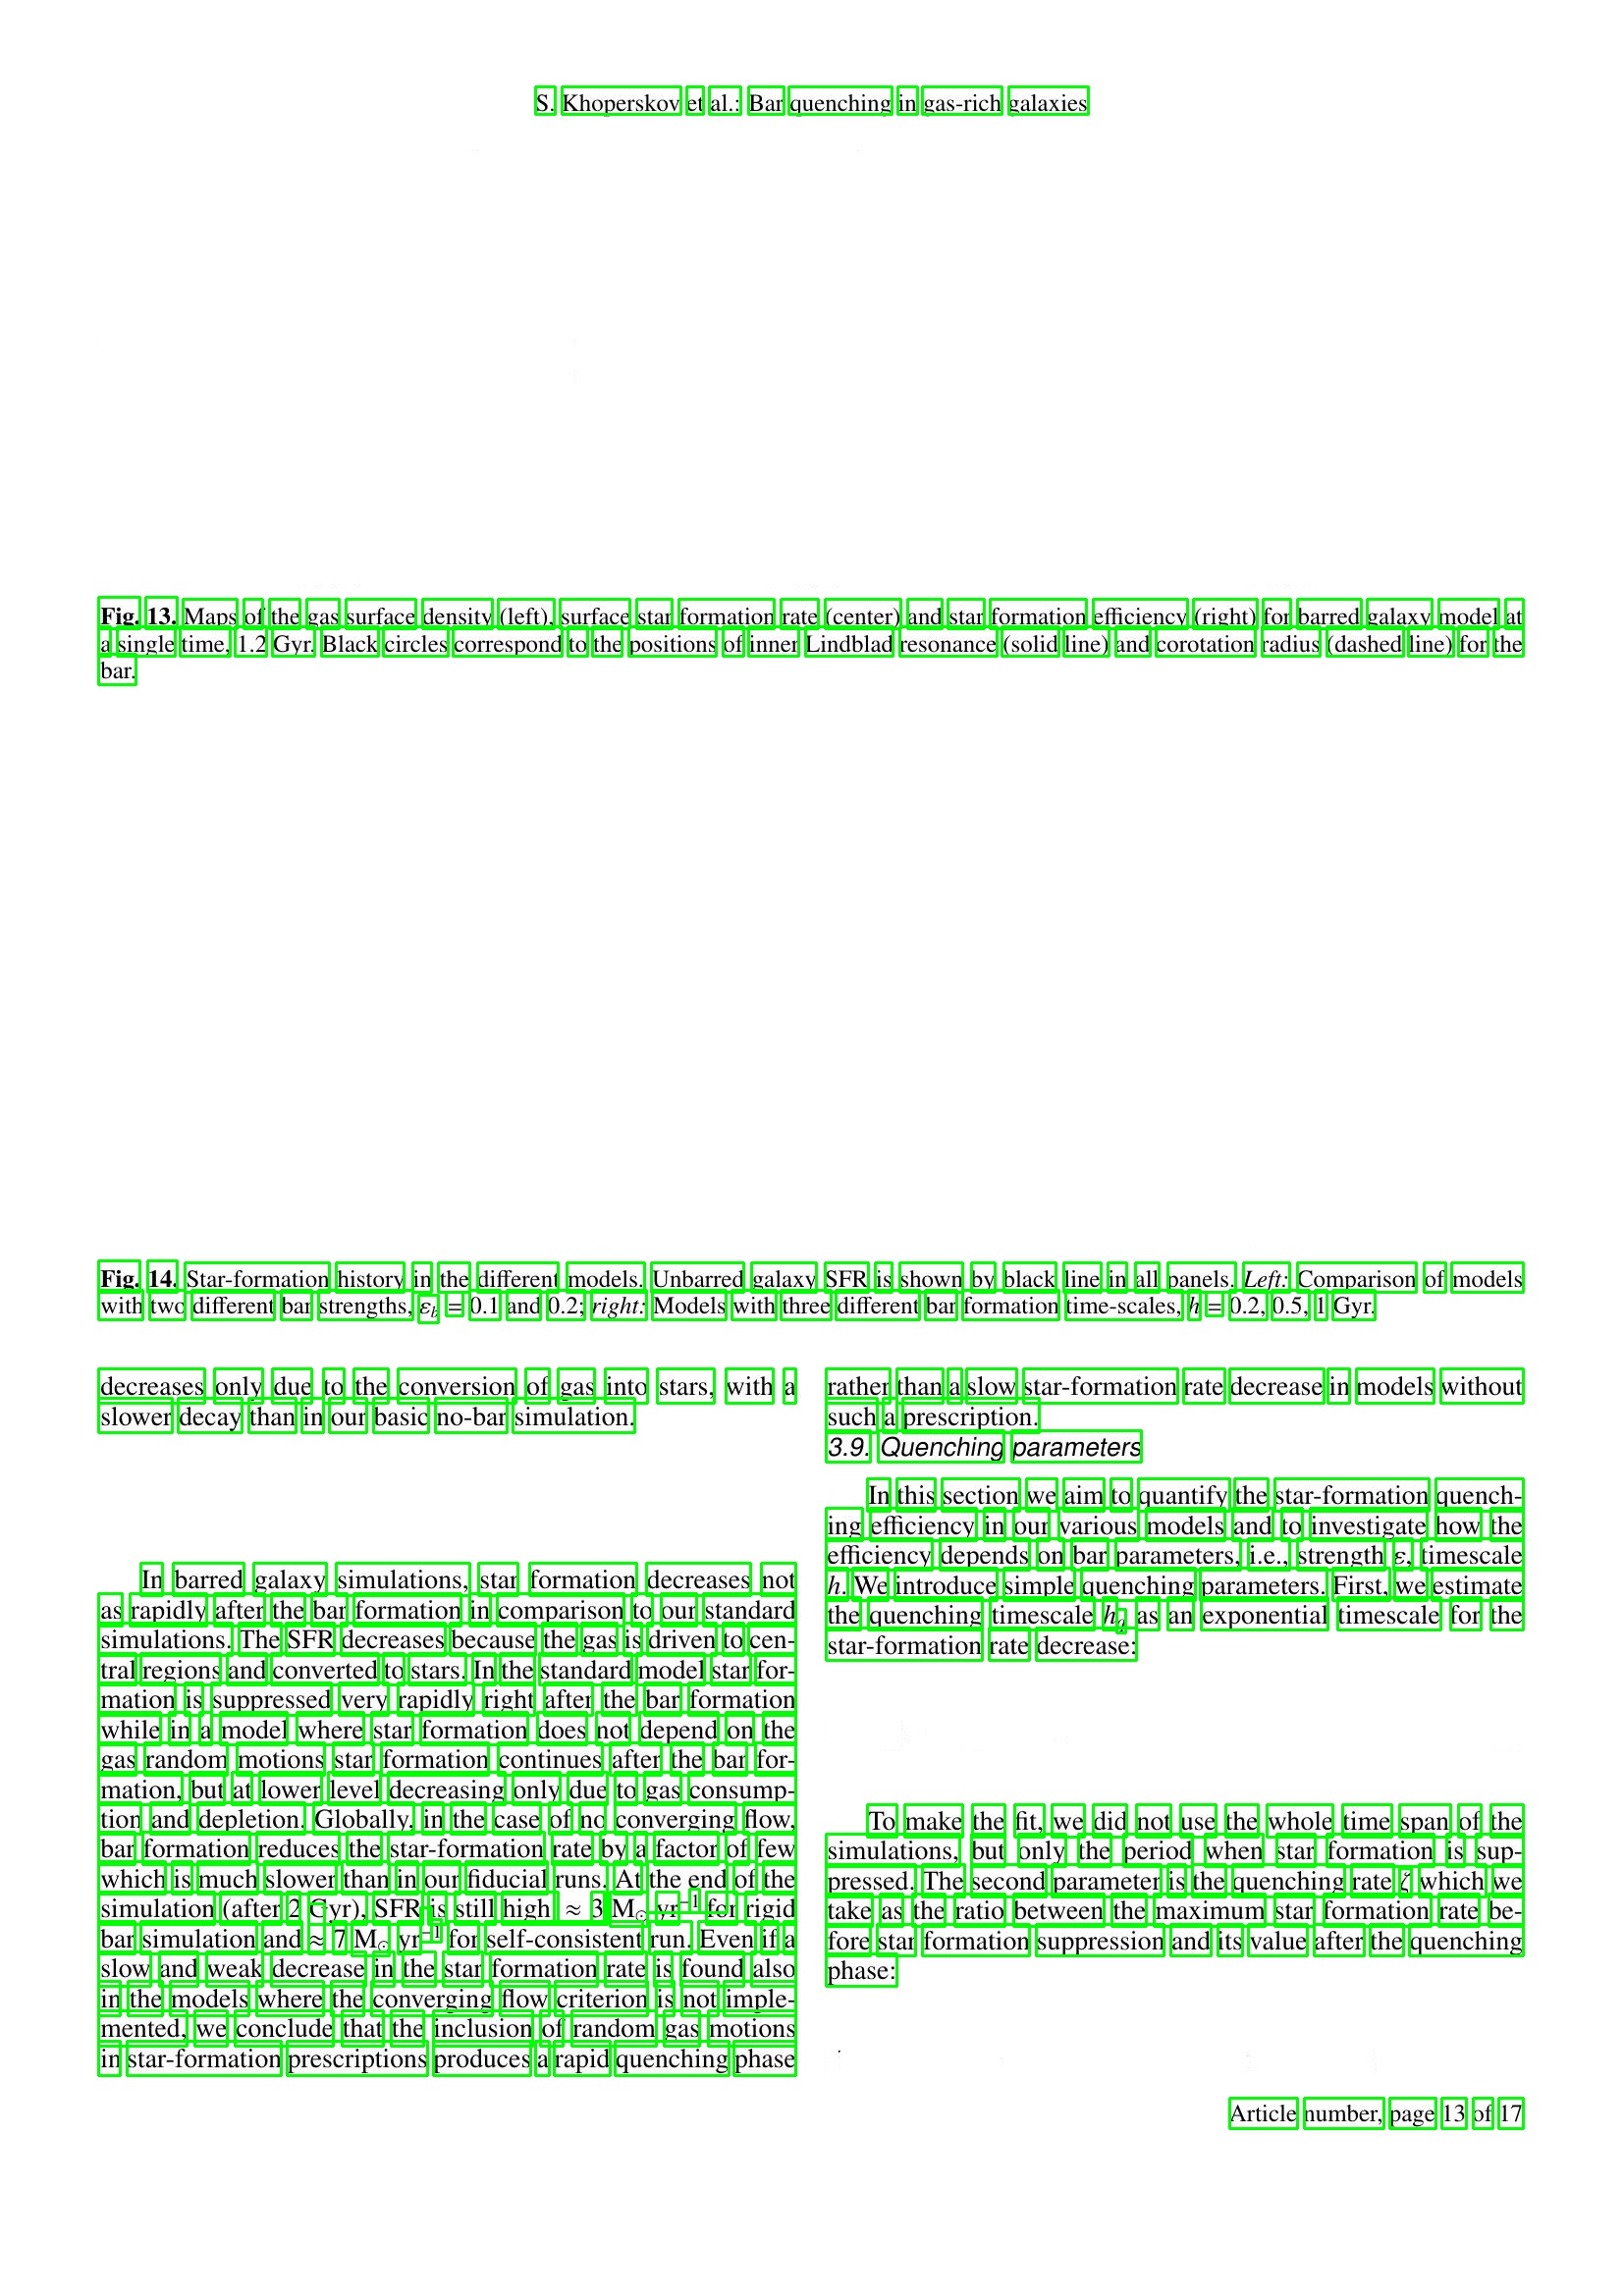 S. Khoperskov et al.: Bar quenching in gas-rich galaxies
Fig. 13. Maps of the gas surface density (left), surface star formation rate (center) and star formation efficiency (right) for barred galaxy model at
a single time, 1.2 Gyr. Black circles correspond to the positions of inner Lindblad resonance (solid line) and corotation radius (dashed line) for the
bar.
Fig. 14. Star-formation history in the different models. Unbarred galaxy SFR is shown by black line in all panels. Left: Comparison of models
with two different bar strengths, ε_b = 0.1 and 0.2; right: Models with three different bar formation time-scales, h = 0.2, 0.5, 1 Gyr.
decreases only due to the conversion of gas into stars, with a
slower decay than in our basic no-bar simulation.
In barred galaxy simulations, star formation decreases not
as rapidly after the bar formation in comparison to our standard
simulations. The SFR decreases because the gas is driven to cen-
tral regions and converted to stars. In the standard model star for-
mation is suppressed very rapidly right after the bar formation
while in a model where star formation does not depend on the
gas random motions star formation continues after the bar for-
mation, but at lower level decreasing only due to gas consump-
tion and depletion. Globally, in the case of no converging flow,
bar formation reduces the star-formation rate by a factor of few
which is much slower than in our fiducial runs. At the end of the
simulation (after 2 Gyr), SFR is still high ≈ 3 M⊙ yr⁻¹ for rigid
bar simulation and ≈ 7 M⊙ yr⁻¹ for self-consistent run. Even if a
slow and weak decrease in the star formation rate is found also
in the models where the converging flow criterion is not imple-
mented, we conclude that the inclusion of random gas motions
in star-formation prescriptions produces a rapid quenching phase
rather than a slow star-formation rate decrease in models without
such a prescription.
3.9. Quenching parameters
In this section we aim to quantify the star-formation quench-
ing efficiency in our various models and to investigate how the
efficiency depends on bar parameters, i.e., strength ε, timescale
h. We introduce simple quenching parameters. First, we estimate
the quenching timescale h_q as an exponential timescale for the
star-formation rate decrease:
To make the fit, we did not use the whole time span of the
simulations, but only the period when star formation is sup-
pressed. The second parameter is the quenching rate ζ which we
take as the ratio between the maximum star formation rate be-
fore star formation suppression and its value after the quenching
phase:
Article number, page 13 of 17